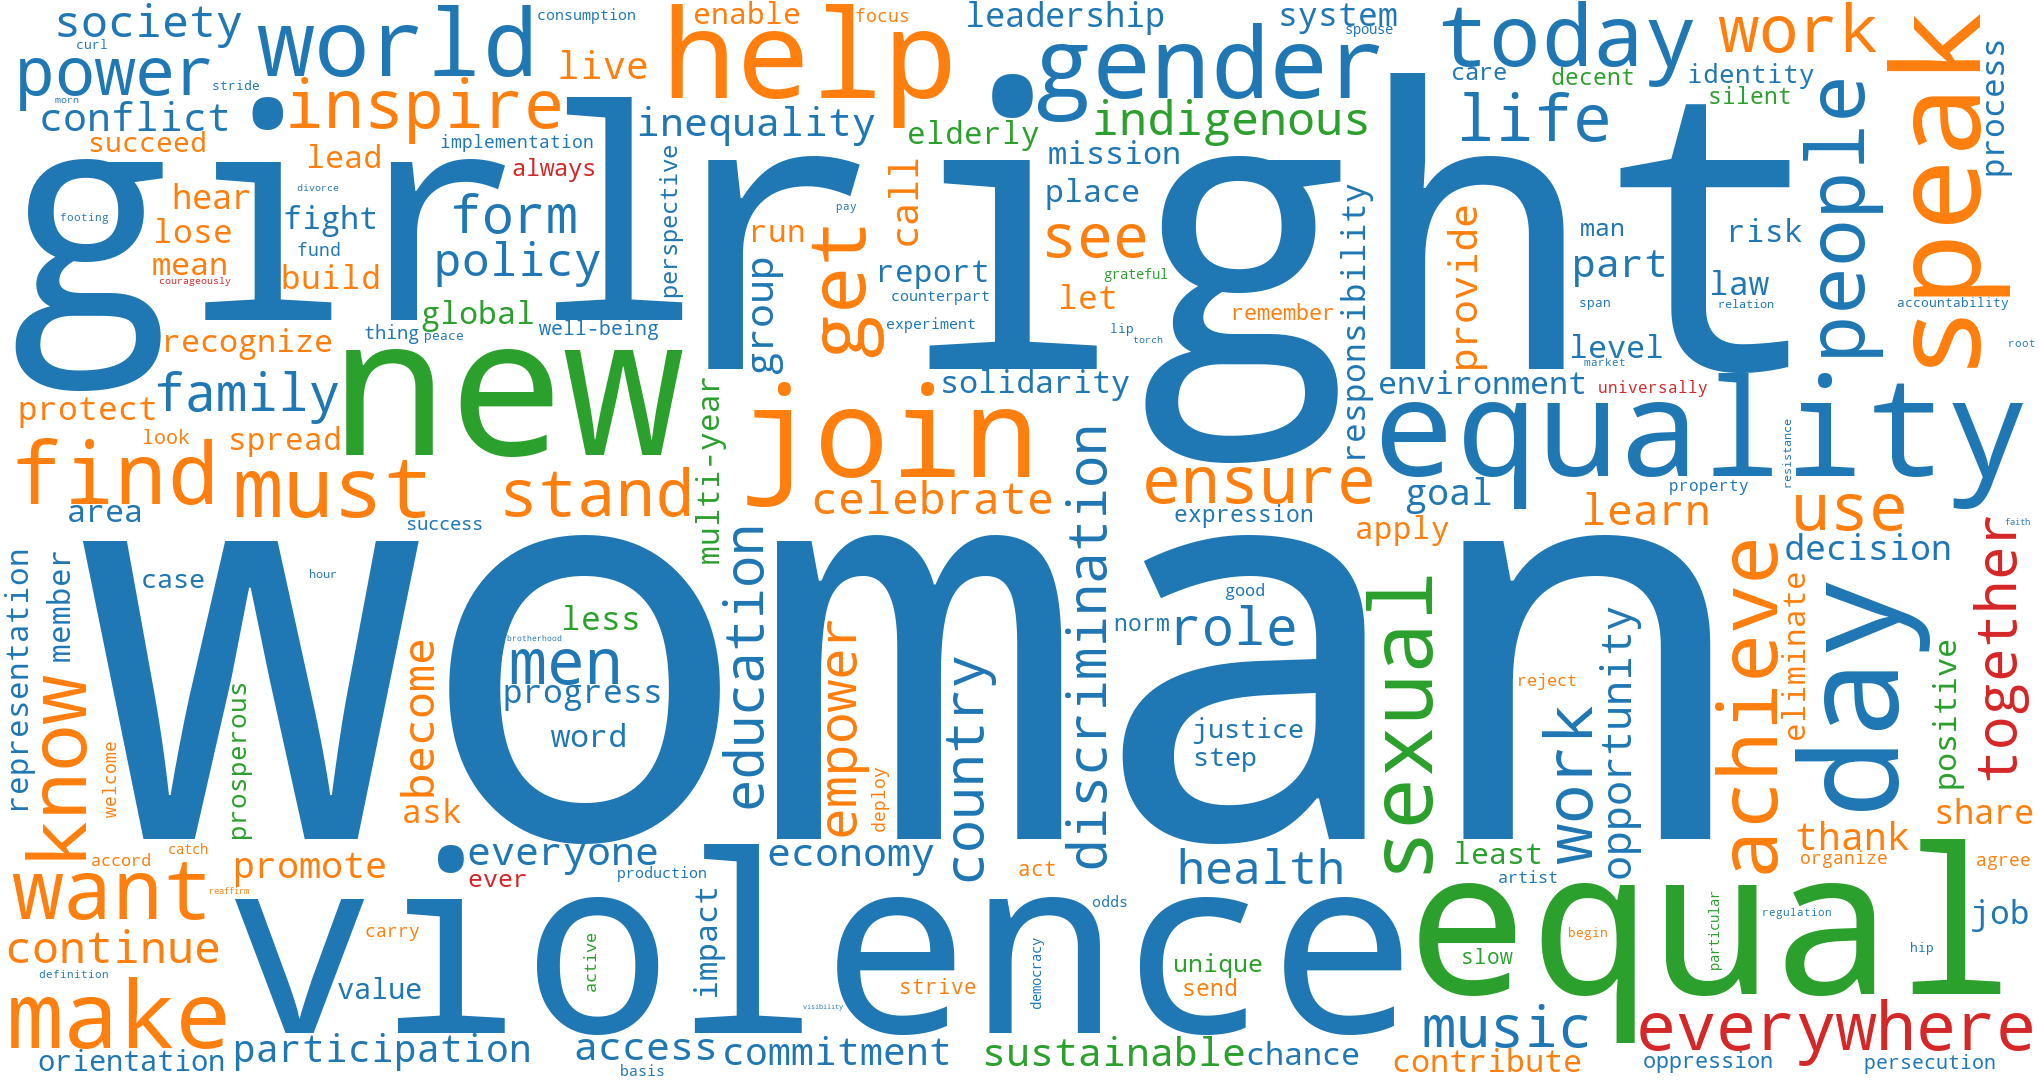 society
world
consumption
enable
focus
help
leadership
system
spouse
today
work
speak
curl
power
stride
live
gender
care
decent
identity
process
morn
conflict
inspire
inequality
elderly
indigenous
life
silent
people
succeed
lead
implementation
always
perspective
call
mission
girl
right
divorce
hear
fight
form
pay
place
responsibility
provide
man
risk
footing
lose
fund
policy
run
get
see
part
mean
build
courageously
group
report
grateful
law
global
counterpart
let
remember
span
relation
accountability
recognize
thing
peace
well-being
experiment
lip
torch
level
market
root
new
family
solidarity
environment
universally
protect
look
spread
multi-year
join
equality
resistance
find
must
stand
celebrate
discrimination
ensure
goal
property
use
area
success
expression
apply
learn
together
faith
representation
member
case
hour
woman
education
decision
less
brotherhood
men
progress
word
good
norm
role
sexual
achieve
eliminate
day
know
welcome
prosperous
become
ask
empower
deploy
country
justice
step
reject
work
opportunity
positive
share
accord
catch
promote
everyone
ever
production
economy
act
health
least
artist
thank
organize
agree
want
reaffirm
violence
impact
odds
equal
particular
regulation
job
continue
carry
active
democracy
unique
send
slow
begin
hip
definition
value
strive
visibility
make
music
everywhere
orientation
participation
access
basis
commitment
sustainable
chance
contribute
oppression
persecution